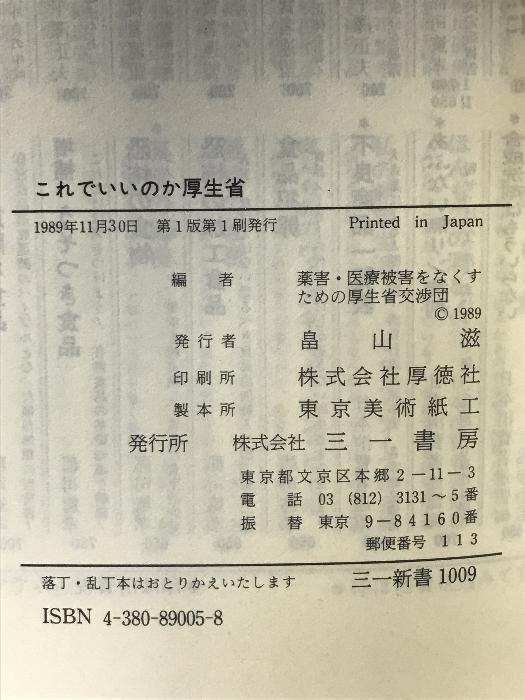 これでいいのか厚生省
1989年11月30日 第1版第1刷発行 Printed in Japan
編者 薬害・医療被害をなくす
ための厚生省交渉団
© 1989
発行者 畠山滋
印刷所 株式会社厚徳社
製本所 東京美術紙工
発行所 株式会社 三一書房
東京都文京区本郷2-11-3
電話 03 (812) 3131～5番
振替 東京 9-84160番
郵便番号 113
落丁・乱丁本はおとりかえいたします 三一新書 1009
ISBN 4-380-89005-8